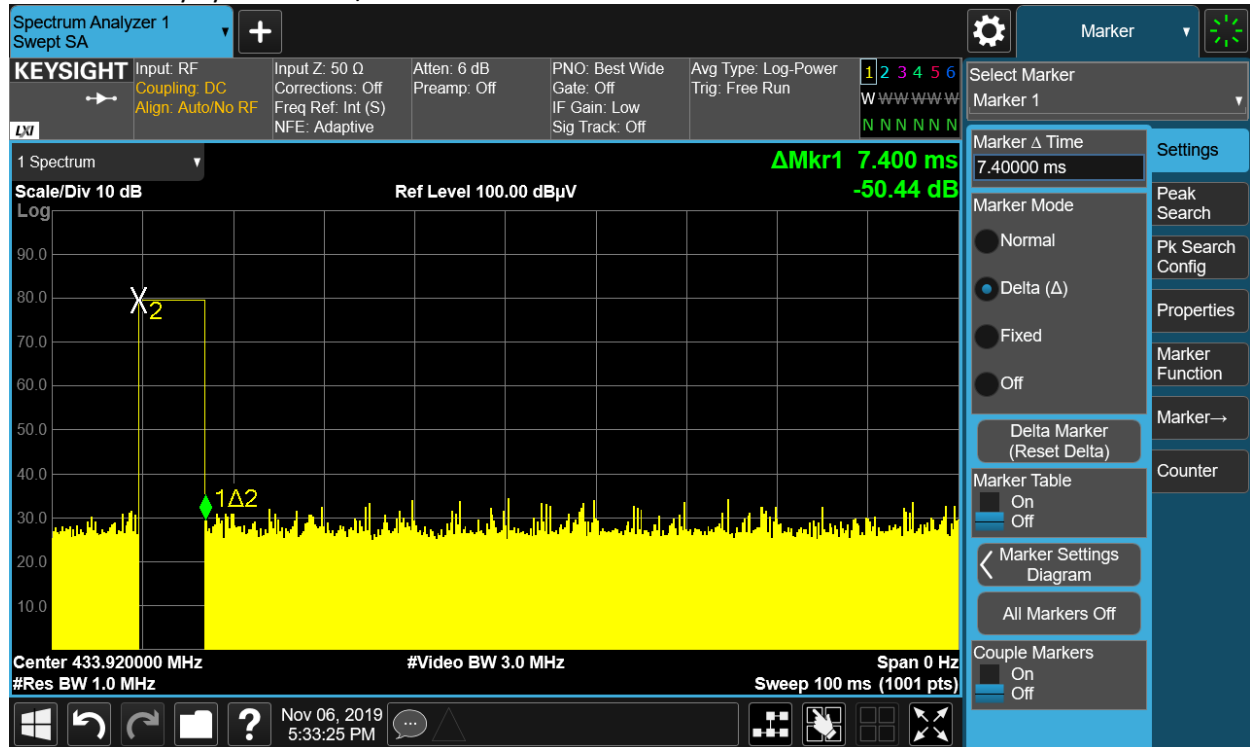 Spectrum Analyzer 1
Swept SA
Marker
KEYSIGHT
LXI
Input: RF
Coupling: DC
Align: Auto/No RF
Input Z: 50 Ω
Corrections: Off
Freq Ref: Int (S)
NFE: Adaptive
Atten: 6 dB
Preamp: Off
PNO: Best Wide
Gate: Off
IF Gain: Low
Sig Track: Off
Avg Type: Log-Power
Trig: Free Run
1 2 3 4 5 6
W W W W W W
N N N N N N
Select Marker
Marker 1
1 Spectrum
ΔMkr1 7.400 ms
-50.44 dB
Scale/Div 10 dB
Ref Level 100.00 dBµV
Log
90.0
80.0
70.0
60.0
50.0
40.0
30.0
20.0
10.0
X2
1Δ2
Center 433.920000 MHz
#Video BW 3.0 MHz
Span 0 Hz
#Res BW 1.0 MHz
Sweep 100 ms (1001 pts)
Marker Δ Time
7.40000 ms
Marker Mode
Normal
Delta (Δ)
Fixed
Off
Delta Marker
(Reset Delta)
Marker Table
On
Off
Marker Settings
Diagram
All Markers Off
Couple Markers
On
Off
Settings
Peak
Search
Pk Search
Config
Properties
Marker
Function
Marker→
Counter
?
Nov 06, 2019
5:33:25 PM